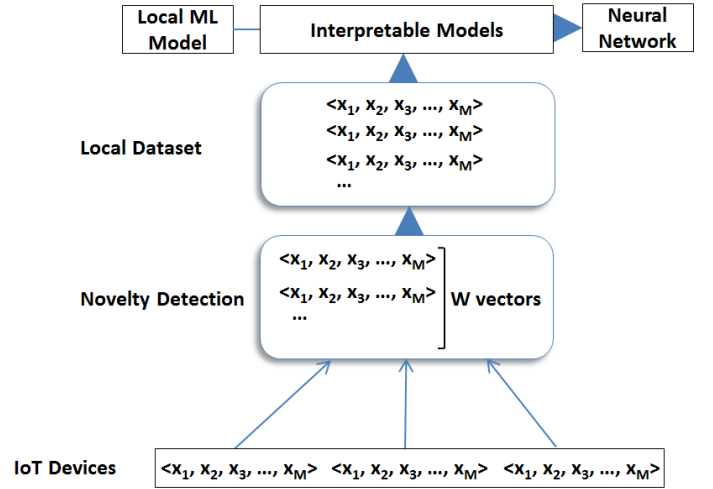 Local ML
Model
Interpretable Models
Neural
Network
Local Dataset
<x1, x2, x3, ..., xM>
<x1, x2, x3, ..., xM>
<x1, x2, x3, ..., xM>
...
Novelty Detection
<x1, x2, x3, ..., xM>
<x1, x2, x3, ..., xM>
...
W vectors
IoT Devices
<x1, x2, x3, ..., xM> <x1, x2, x3, ..., xM> <x1, x2, x3, ..., xM>